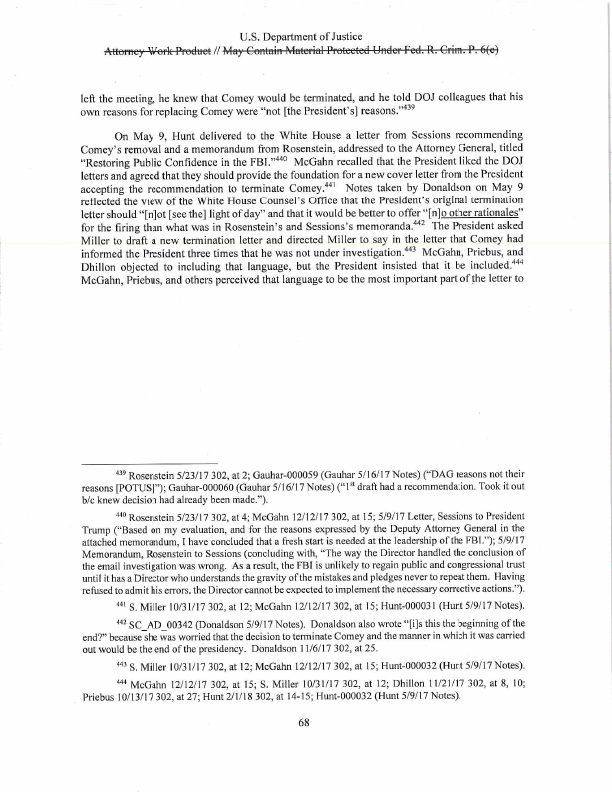 U.S. Department of Justice
Attorney Work Product // May Contain Material Protected Under Fed. R. Crim. P. 6(e)
left the meeting, he knew that Comey would be terminated, and he told DOJ colleagues that his
own reasons for replacing Comey were “not [the President's] reasons.”439
On May 9, Hunt delivered to the White House a letter from Sessions recommending
Comey's removal and a memorandum from Rosenstein, addressed to the Attorney General, titled
“Restoring Public Confidence in the FBI.”440 McGahn recalled that the President liked the DOJ
letters and agreed that they should provide the foundation for a new cover letter from the President
accepting the recommendation to terminate Comey.441 Notes taken by Donaldson on May 9
reflected the view of the White House Counsel's Office that the President's original termination
letter should “[n]ot [see the] light of day” and that it would be better to offer “[n]o other rationales”
for the firing than what was in Rosenstein's and Sessions's memoranda.442 The President asked
Miller to draft a new termination letter and directed Miller to say in the letter that Comey had
informed the President three times that he was not under investigation.443 McGahn, Priebus, and
Dhillon objected to including that language, but the President insisted that it be included.444
McGahn, Priebus, and others perceived that language to be the most important part of the letter to
439 Rosenstein 5/23/17 302, at 2; Gauhar-000059 (Gauhar 5/16/17 Notes) (“DAG reasons not their
reasons [POTUS]”); Gauhar-000060 (Gauhar 5/16/17 Notes) (“1st draft had a recommendation. Took it out
b/c knew decision had already been made.”).
440 Rosenstein 5/23/17 302, at 4; McGahn 12/12/17 302, at 15; 5/9/17 Letter, Sessions to President
Trump (“Based on my evaluation, and for the reasons expressed by the Deputy Attorney General in the
attached memorandum, I have concluded that a fresh start is needed at the leadership of the FBI.”); 5/9/17
Memorandum, Rosenstein to Sessions (concluding with, “The way the Director handled the conclusion of
the email investigation was wrong. As a result, the FBI is unlikely to regain public and congressional trust
until it has a Director who understands the gravity of the mistakes and pledges never to repeat them. Having
refused to admit his errors, the Director cannot be expected to implement the necessary corrective actions.”).
441 S. Miller 10/31/17 302, at 12; McGahn 12/12/17 302, at 15; Hunt-000031 (Hunt 5/9/17 Notes).
442 SC_AD_00342 (Donaldson 5/9/17 Notes). Donaldson also wrote “[i]s this the beginning of the
end?” because she was worried that the decision to terminate Comey and the manner in which it was carried
out would be the end of the presidency. Donaldson 11/6/17 302, at 25.
443 S. Miller 10/31/17 302, at 12; McGahn 12/12/17 302, at 15; Hunt-000032 (Hunt 5/9/17 Notes).
444 McGahn 12/12/17 302, at 15; S. Miller 10/31/17 302, at 12; Dhillon 11/21/17 302, at 8, 10;
Priebus 10/13/17 302, at 27; Hunt 2/1/18 302, at 14-15; Hunt-000032 (Hunt 5/9/17 Notes).
68